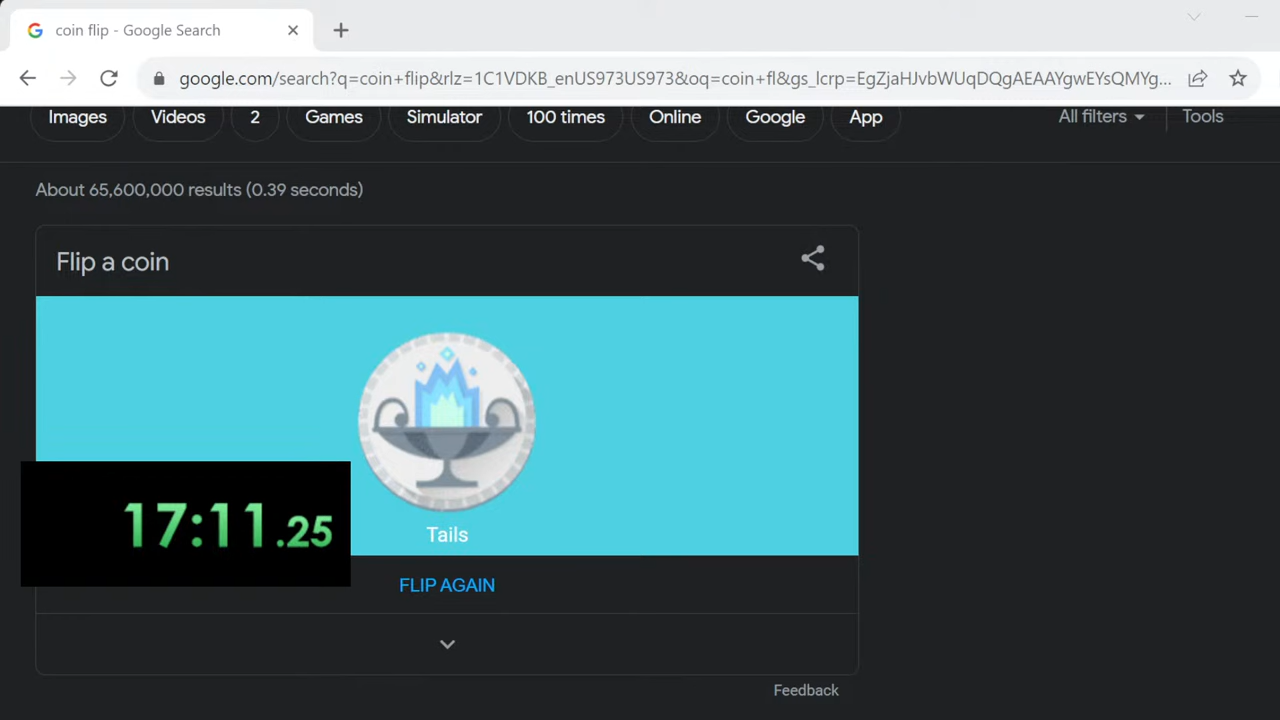 coin flip - Google Search
google.com/search?q=coin+flip&rlz=1C1VDKB_enUS973US973&oq=coin+fl&gs_lcrp=EgZjaHJvbWUqDQgAEAAYgwEYsQMYg...
Images Videos 2 Games Simulator 100 times Online Google App All filters Tools
About 65,600,000 results (0.39 seconds)
Flip a coin
17:11.25
Tails
FLIP AGAIN
Feedback